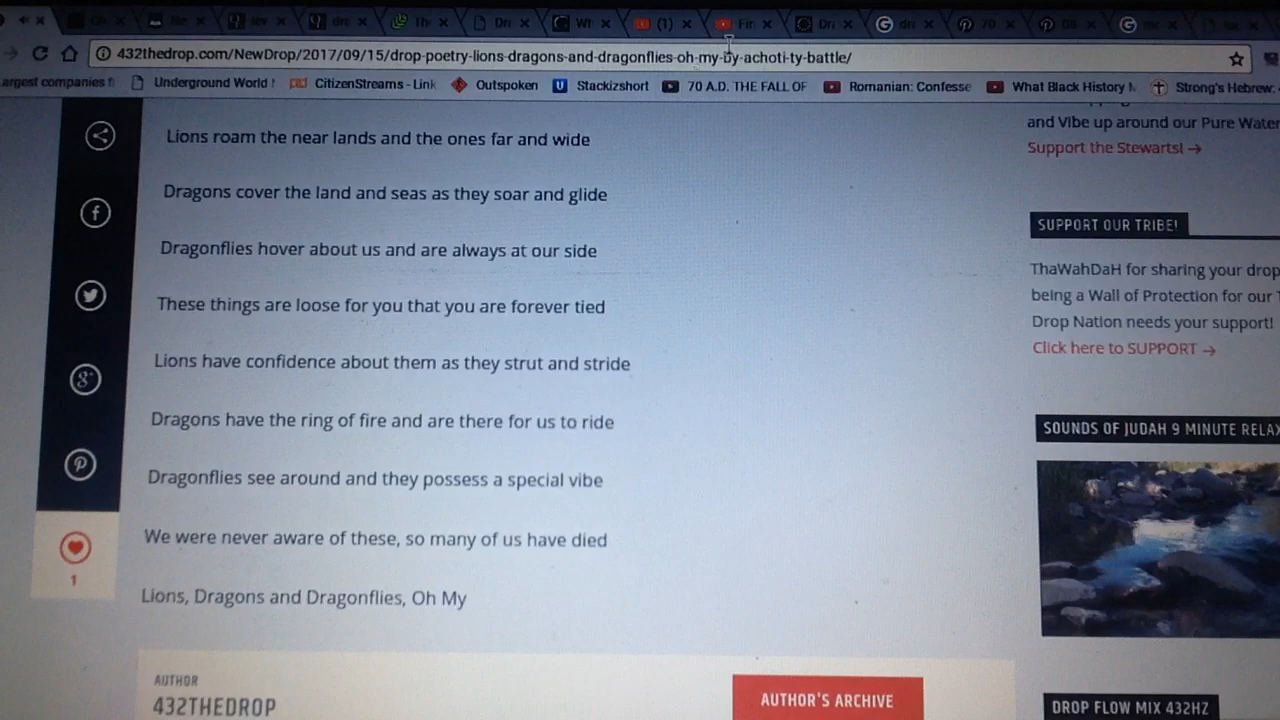 (1)
432thedrop.com/NewDrop/2017/09/15/drop-poetry-lions-dragons-and-dragonflies-oh-my-by-achoti-ty-battle/
argest companies
Underground World
CitizenStreams - Link
Outspoken
Stackizshort
70 A.D. THE FALL OF
Romanian: Confesse
What Black History
Strong's Hebrew:
Lions roam the near lands and the ones far and wide
Dragons cover the land and seas as they soar and glide
Dragonflies hover about us and are always at our side
These things are loose for you that you are forever tied
Lions have confidence about them as they strut and stride
Dragons have the ring of fire and are there for us to ride
Dragonflies see around and they possess a special vibe
We were never aware of these, so many of us have died
Lions, Dragons and Dragonflies, Oh My
1
AUTHOR
432THEDROP
AUTHOR'S ARCHIVE
and Vibe up around our Pure Water
Support the Stewarts! →
SUPPORT OUR TRIBE!
ThaWahDaH for sharing your drop
being a Wall of Protection for our
Drop Nation needs your support!
Click here to SUPPORT →
SOUNDS OF JUDAH 9 MINUTE RELAX
DROP FLOW MIX 432HZ